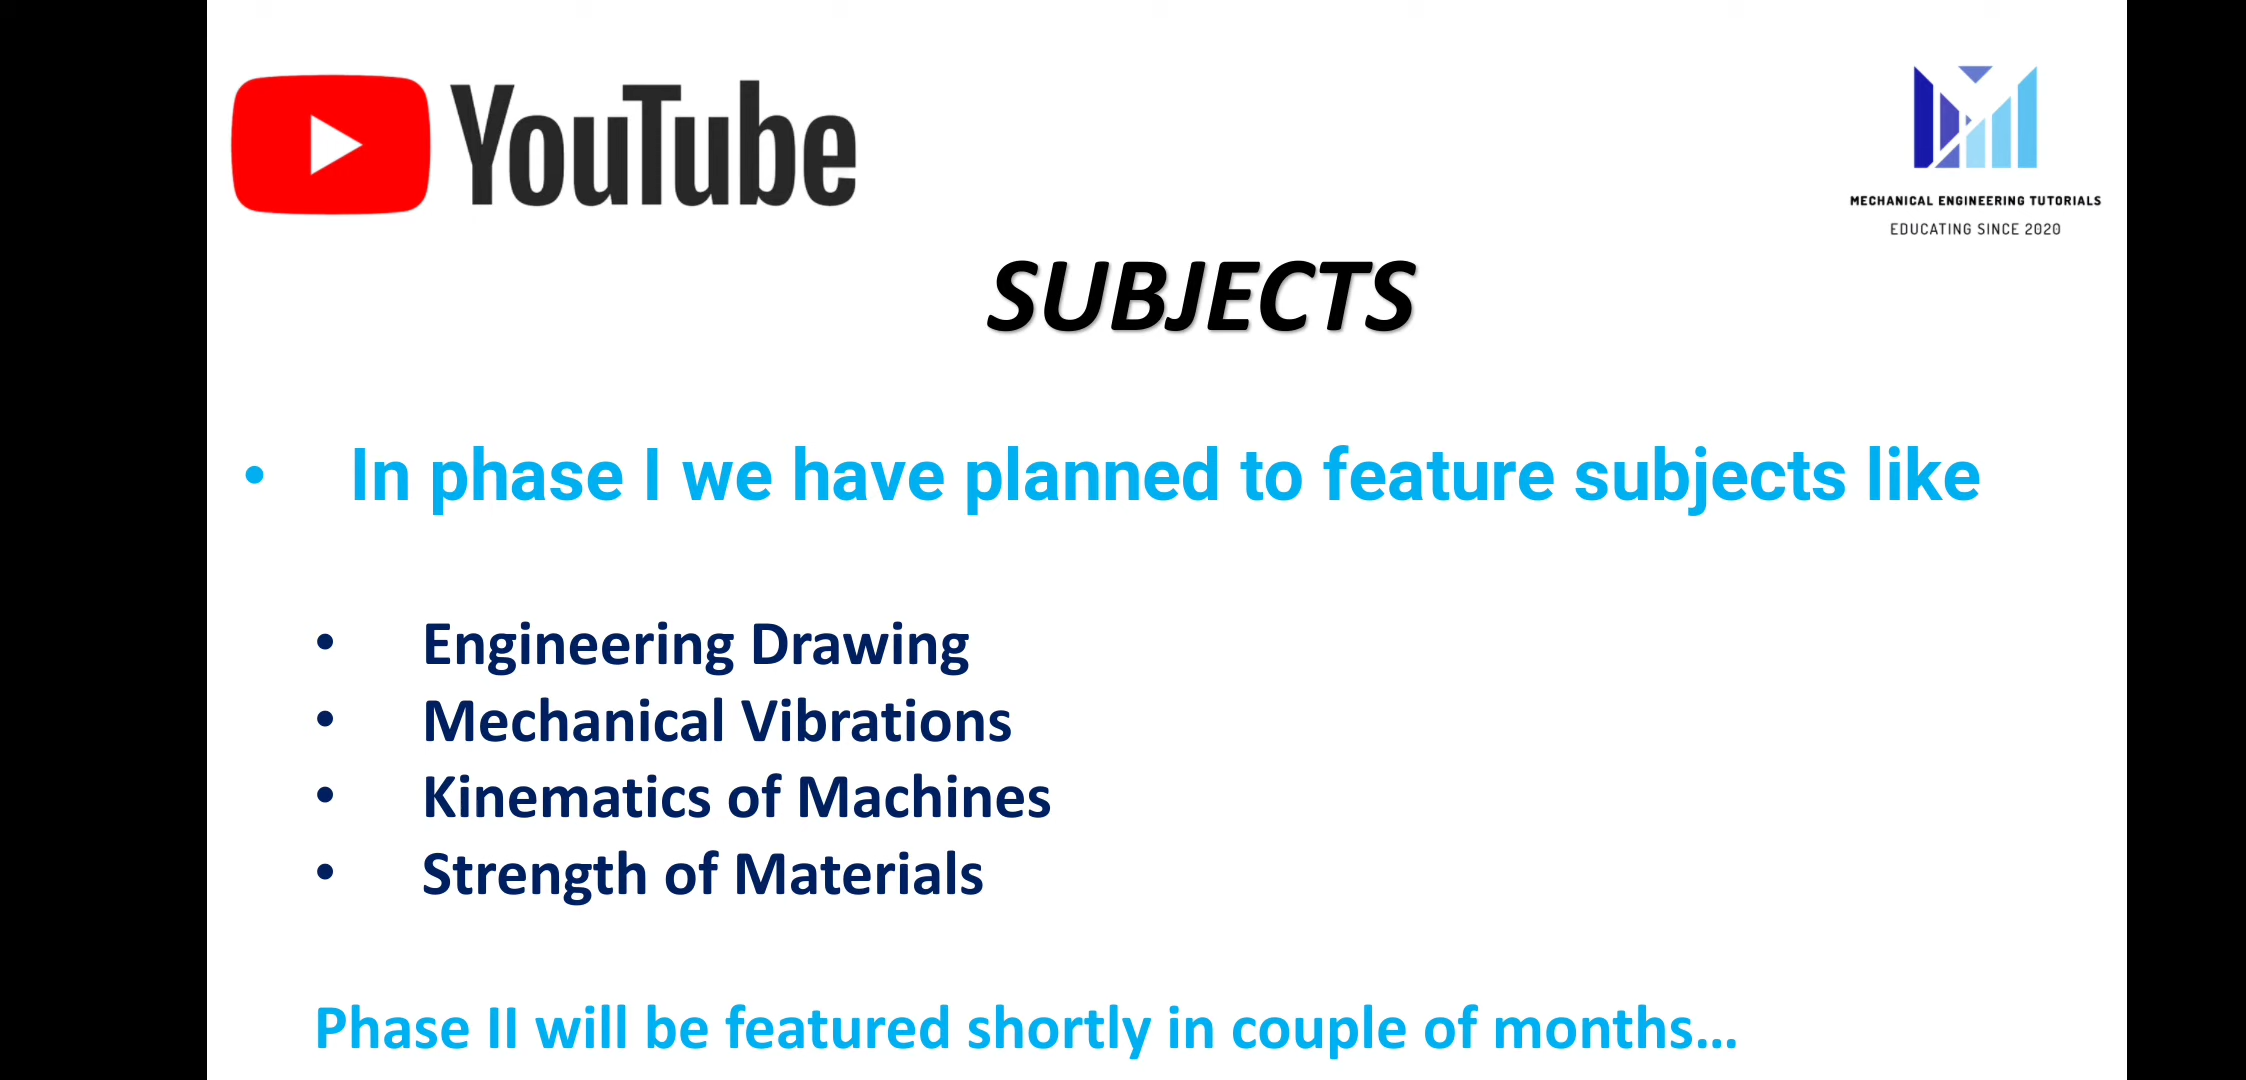 YouTube
MECHANICAL ENGINEERING TUTORIALS
EDUCATING SINCE 2020
SUBJECTS
• In phase I we have planned to feature subjects like
• Engineering Drawing
• Mechanical Vibrations
• Kinematics of Machines
• Strength of Materials
Phase II will be featured shortly in couple of months...